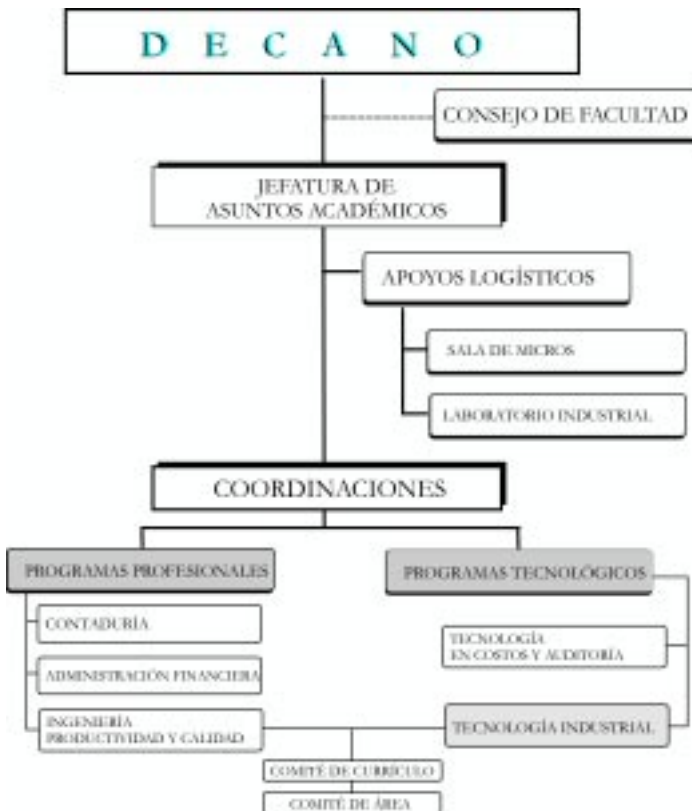 DECANO
CONSEJO DE FACULTAD
JEFATURA DE
ASUNTOS ACADÉMICOS
APOYOS LOGÍSTICOS
SALA DE MICROS
LABORATORIO INDUSTRIAL
COORDINACIONES
PROGRAMAS PROFESIONALES
PROGRAMAS TECNOLÓGICOS
CONTADURÍA
TECNOLOGÍA
EN COSTOS Y AUDITORÍA
ADMINISTRACIÓN FINANCIERA
INGENIERÍA
PRODUCTIVIDAD Y CALIDAD
TECNOLOGÍA INDUSTRIAL
COMITÉ DE CURRÍCULO
COMITÉ DE ÁREA